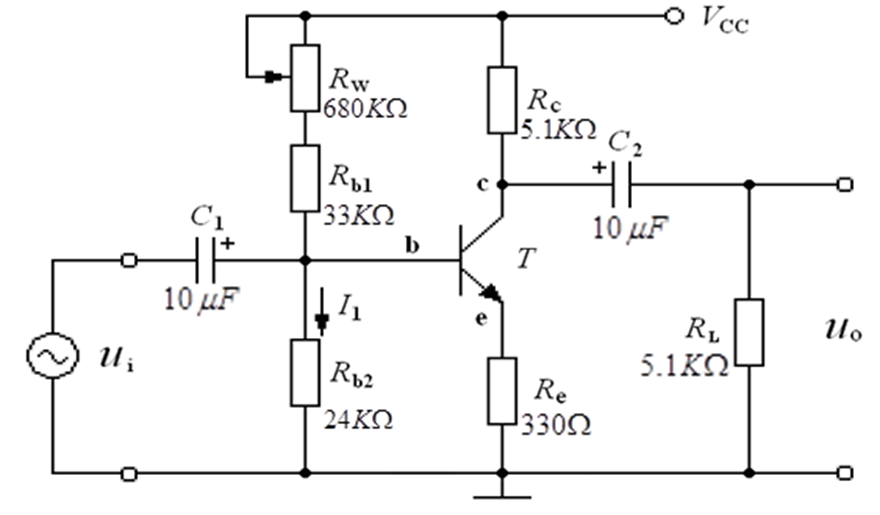 V_CC
R_W
680KΩ
R_c
5.1KΩ
C_2
+
c
10 μF
R_b1
33KΩ
C_1
+
10 μF
b
T
e
I_1
u_i
R_b2
24KΩ
R_e
330Ω
R_L
5.1KΩ
u_o